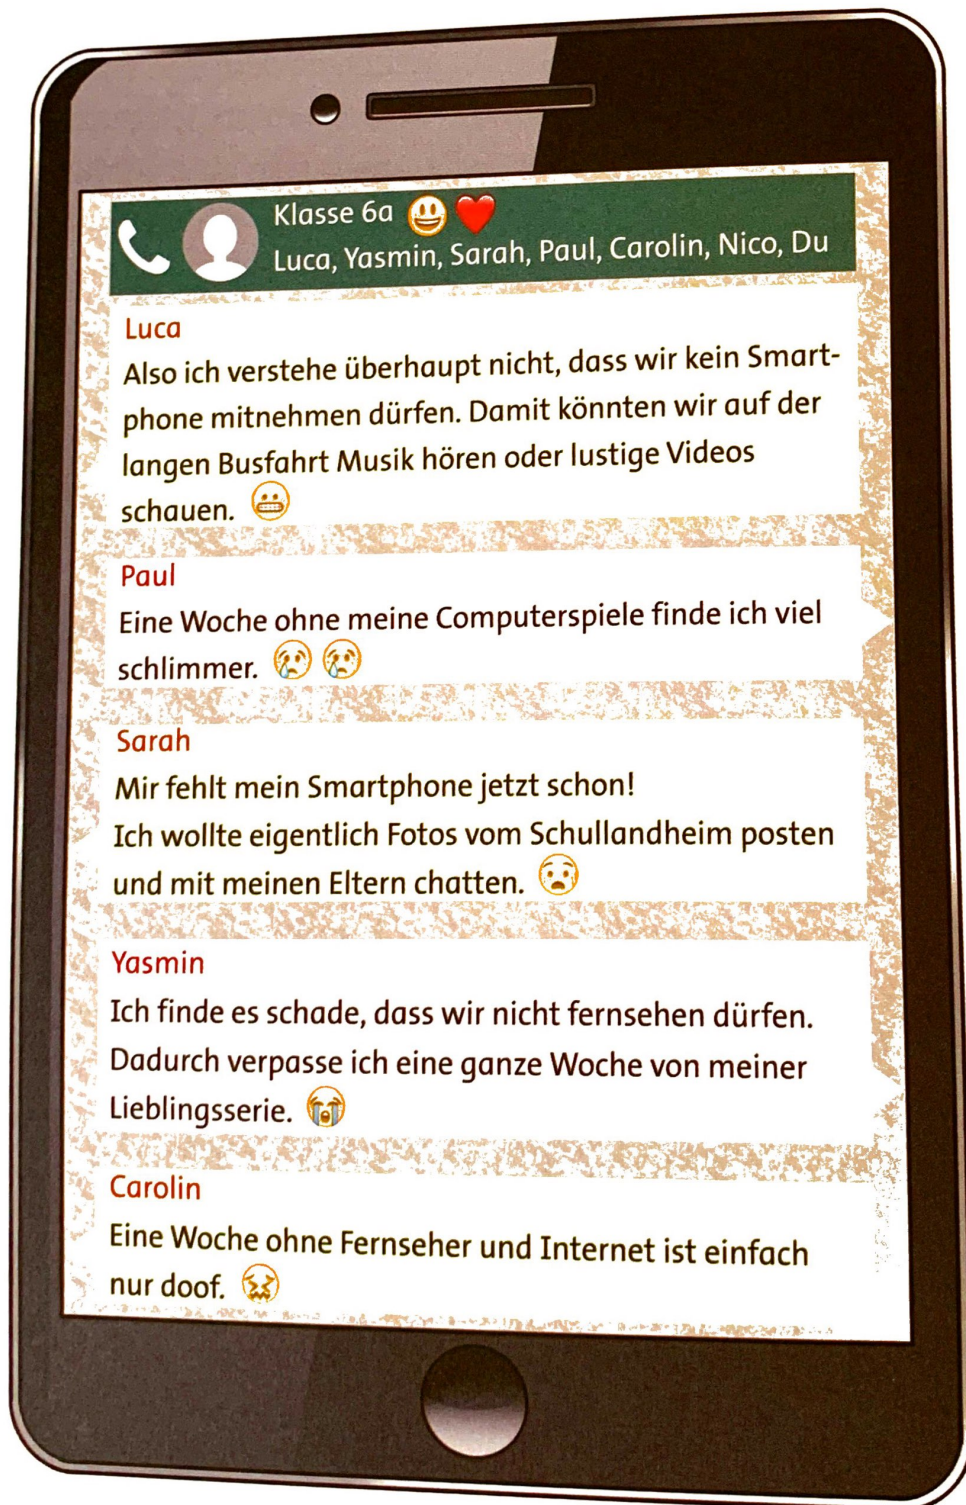 Klasse 6a 😃 ❤️
Luca, Yasmin, Sarah, Paul, Carolin, Nico, Du
Luca
Also ich verstehe überhaupt nicht, dass wir kein Smart-
phone mitnehmen dürfen. Damit könnten wir auf der
langen Busfahrt Musik hören oder lustige Videos
schauen. 😬
Paul
Eine Woche ohne meine Computerspiele finde ich viel
schlimmer. 😢 😢
Sarah
Mir fehlt mein Smartphone jetzt schon!
Ich wollte eigentlich Fotos vom Schullandheim posten
und mit meinen Eltern chatten. 😧
Yasmin
Ich finde es schade, dass wir nicht fernsehen dürfen.
Dadurch verpasse ich eine ganze Woche von meiner
Lieblingsserie. 😭
Carolin
Eine Woche ohne Fernseher und Internet ist einfach
nur doof. 😖